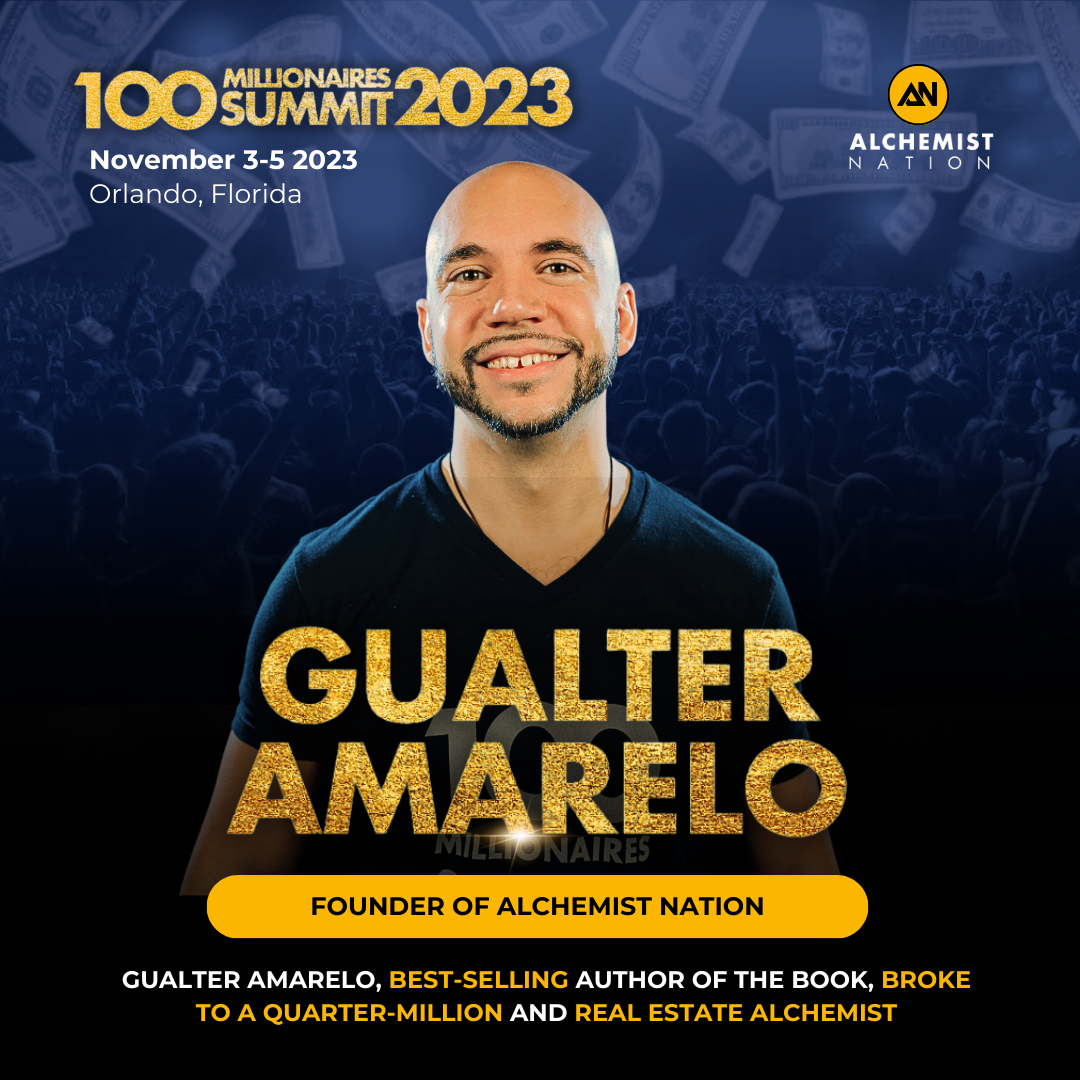 100 MILLIONAIRES SUMMIT 2023
November 3-5 2023
Orlando, Florida
AN
ALCHEMIST
NATION
100
MILLIONAIRES
GUALTER
AMARELO
FOUNDER OF ALCHEMIST NATION
GUALTER AMARELO, BEST-SELLING AUTHOR OF THE BOOK, BROKE
TO A QUARTER-MILLION AND REAL ESTATE ALCHEMIST